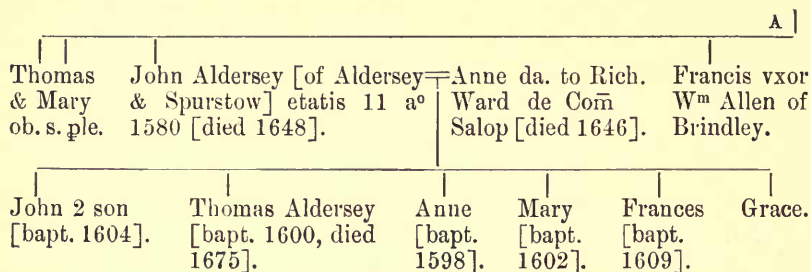 A
Thomas
& Mary
ob. s. ꝓle.
John Aldersey [of Aldersey
& Spurstow] etatis 11 aº
1580 [died 1648].
Anne da. to Rich.
Ward de Com̄
Salop [died 1646].
Francis vxor
Wᵐ Allen of
Brindley.
John 2 son
[bapt. 1604].
Thomas Aldersey
[bapt. 1600, died
1675].
Anne
[bapt.
1598].
Mary
[bapt.
1602].
Frances
[bapt.
1609].
Grace.